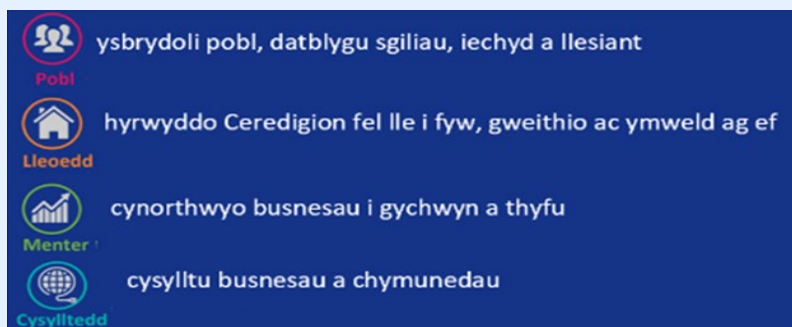 ysbrydoli pobl, datblygu sgiliau, iechyd a llesiant
Pobl
hyrwyddo Ceredigion fel lle i fyw, gweithio ac ymweld ag ef
Lleoedd
cynorthwyo busnesau i gychwyn a thyfu
Menter
cysylltu busnesau a chymunedau
Cysylltedd